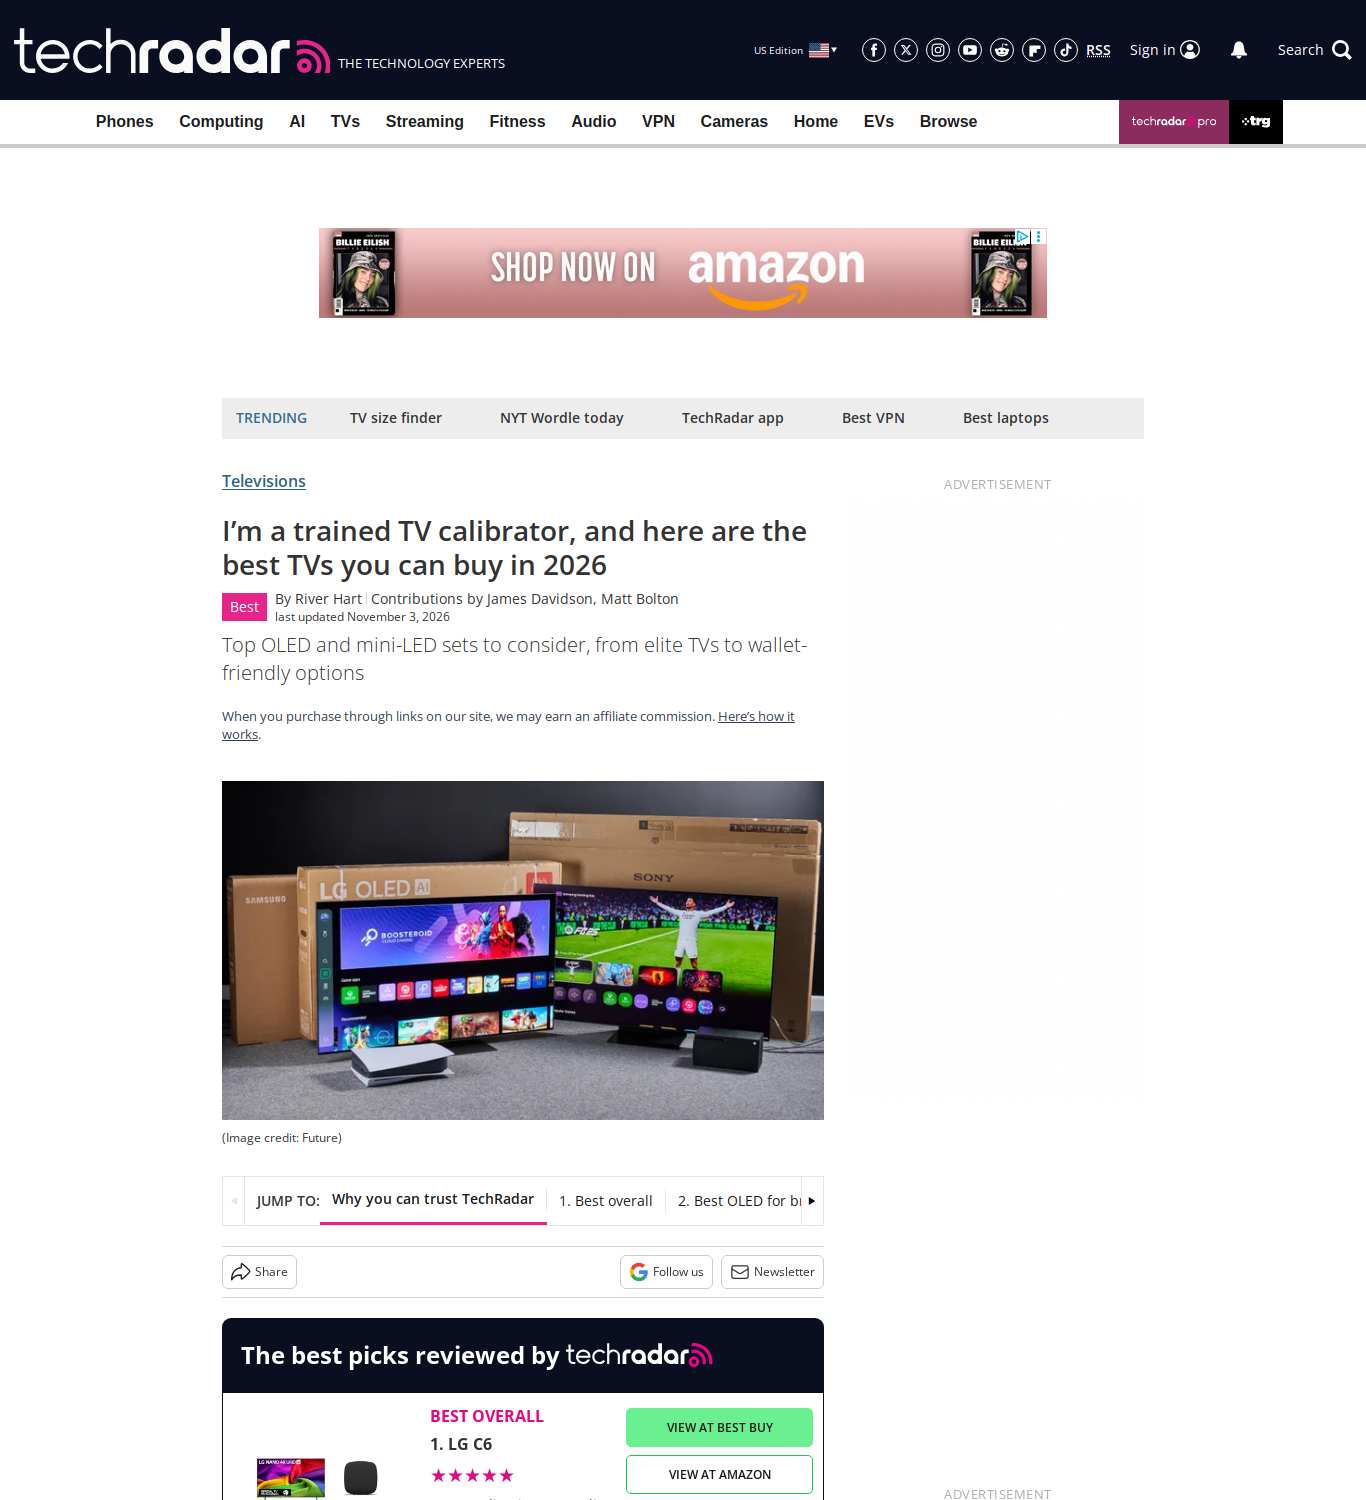 techradar THE TECHNOLOGY EXPERTS
US Edition
RSS
Sign in
Search
Phones Computing AI TVs Streaming Fitness Audio VPN Cameras Home EVs Browse
techradar pro
trg
BILLIE EILISH
SHOP NOW ON amazon
BILLIE EILISH
TRENDING TV size finder NYT Wordle today TechRadar app Best VPN Best laptops
Televisions
ADVERTISEMENT
I’m a trained TV calibrator, and here are the
best TVs you can buy in 2026
Best
By River Hart Contributions by James Davidson, Matt Bolton
last updated November 3, 2026
Top OLED and mini-LED sets to consider, from elite TVs to wallet-
friendly options
When you purchase through links on our site, we may earn an affiliate commission. Here’s how it
works.
SAMSUNG
LG OLED AI
SONY
BOOSTEROID
CLOUD GAMING
(Image credit: Future)
JUMP TO: Why you can trust TechRadar 1. Best overall 2. Best OLED for br
Share
Follow us
Newsletter
The best picks reviewed by techradar
BEST OVERALL
1. LG C6
VIEW AT BEST BUY
VIEW AT AMAZON
ADVERTISEMENT